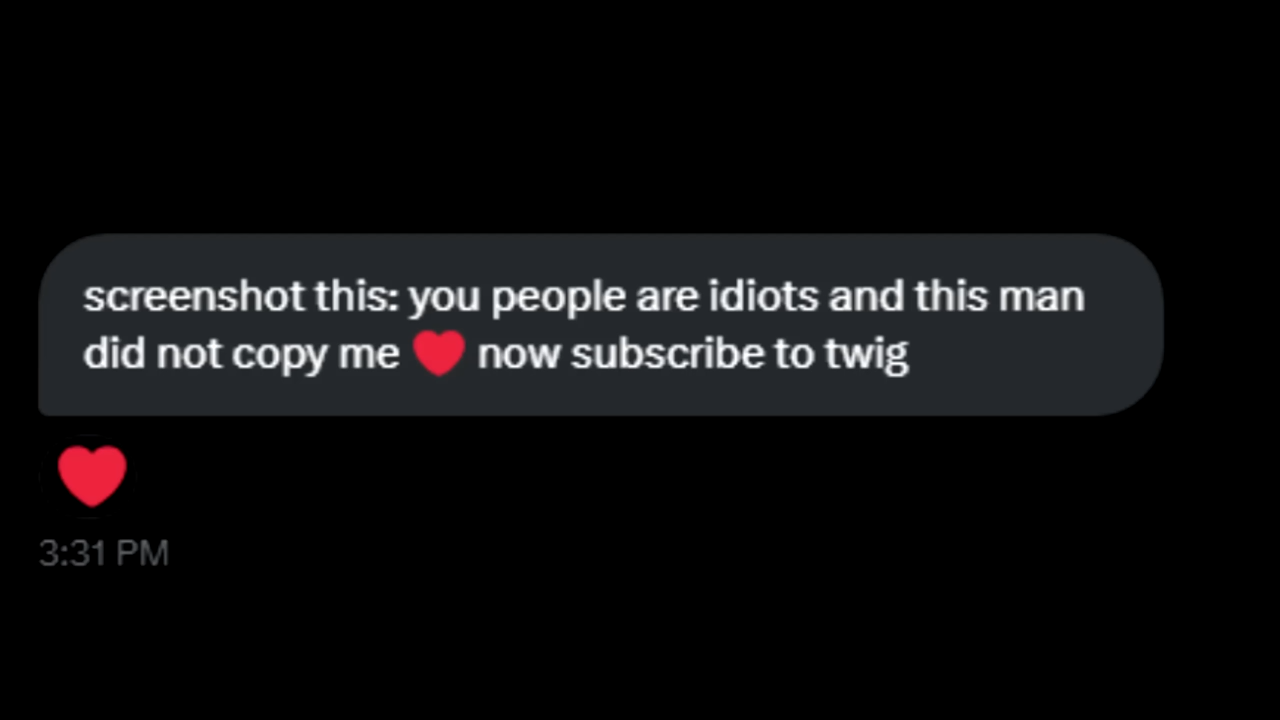 screenshot this: you people are idiots and this man
did not copy me ❤️ now subscribe to twig
❤️
3:31 PM